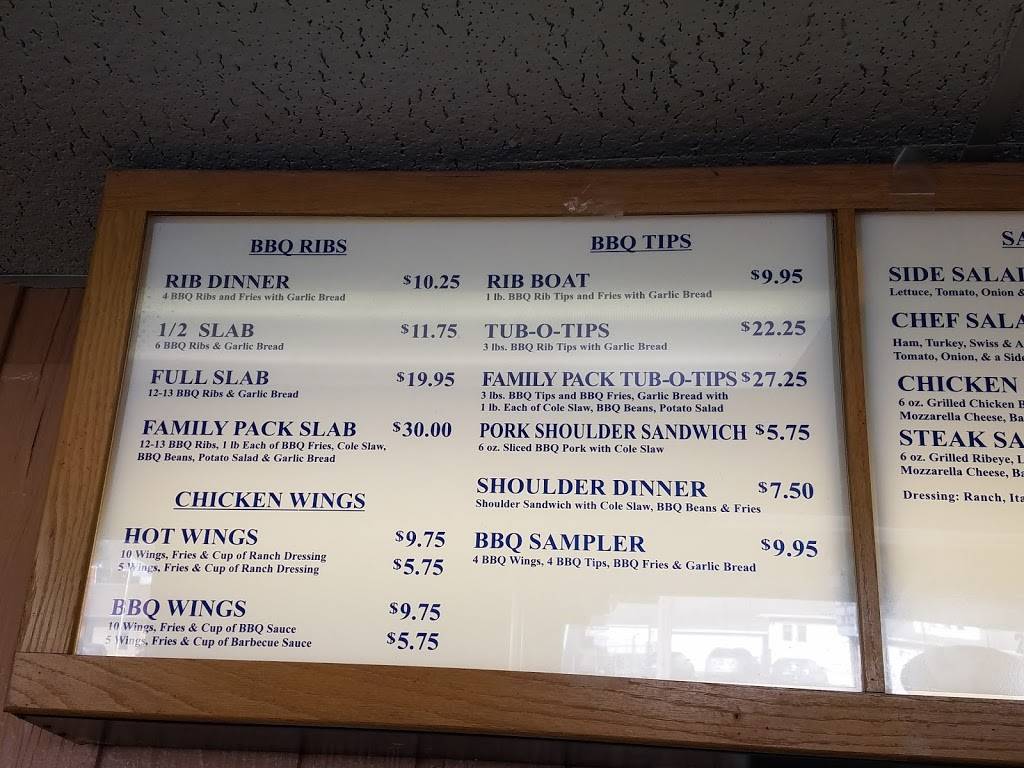 BBQ RIBS
RIB DINNER $10.25
4 BBQ Ribs and Fries with Garlic Bread
1/2 SLAB $11.75
6 BBQ Ribs & Garlic Bread
FULL SLAB $19.95
12-13 BBQ Ribs & Garlic Bread
FAMILY PACK SLAB $30.00
12-13 BBQ Ribs, 1 lb Each of BBQ Fries, Cole Slaw,
BBQ Beans, Potato Salad & Garlic Bread
CHICKEN WINGS
HOT WINGS $9.75
10 Wings, Fries & Cup of Ranch Dressing
5 Wings, Fries & Cup of Ranch Dressing $5.75
BBQ WINGS $9.75
10 Wings, Fries & Cup of BBQ Sauce
5 Wings, Fries & Cup of Barbecue Sauce $5.75
BBQ TIPS
RIB BOAT $9.95
1 lb. BBQ Rib Tips and Fries with Garlic Bread
TUB-O-TIPS $22.25
3 lbs. BBQ Rib Tips with Garlic Bread
FAMILY PACK TUB-O-TIPS $27.25
3 lbs. BBQ Tips and BBQ Fries, Garlic Bread with
1 lb. Each of Cole Slaw, BBQ Beans, Potato Salad
PORK SHOULDER SANDWICH $5.75
6 oz. Sliced BBQ Pork with Cole Slaw
SHOULDER DINNER $7.50
Shoulder Sandwich with Cole Slaw, BBQ Beans & Fries
BBQ SAMPLER $9.95
4 BBQ Wings, 4 BBQ Tips, BBQ Fries & Garlic Bread
SA
SIDE SALAD
Lettuce, Tomato, Onion &
CHEF SALA
Ham, Turkey, Swiss & A
Tomato, Onion, & a Side
CHICKEN
6 oz. Grilled Chicken B
Mozzarella Cheese, Ba
STEAK SA
6 oz. Grilled Ribeye, L
Mozzarella Cheese, Ba
Dressing: Ranch, Ita